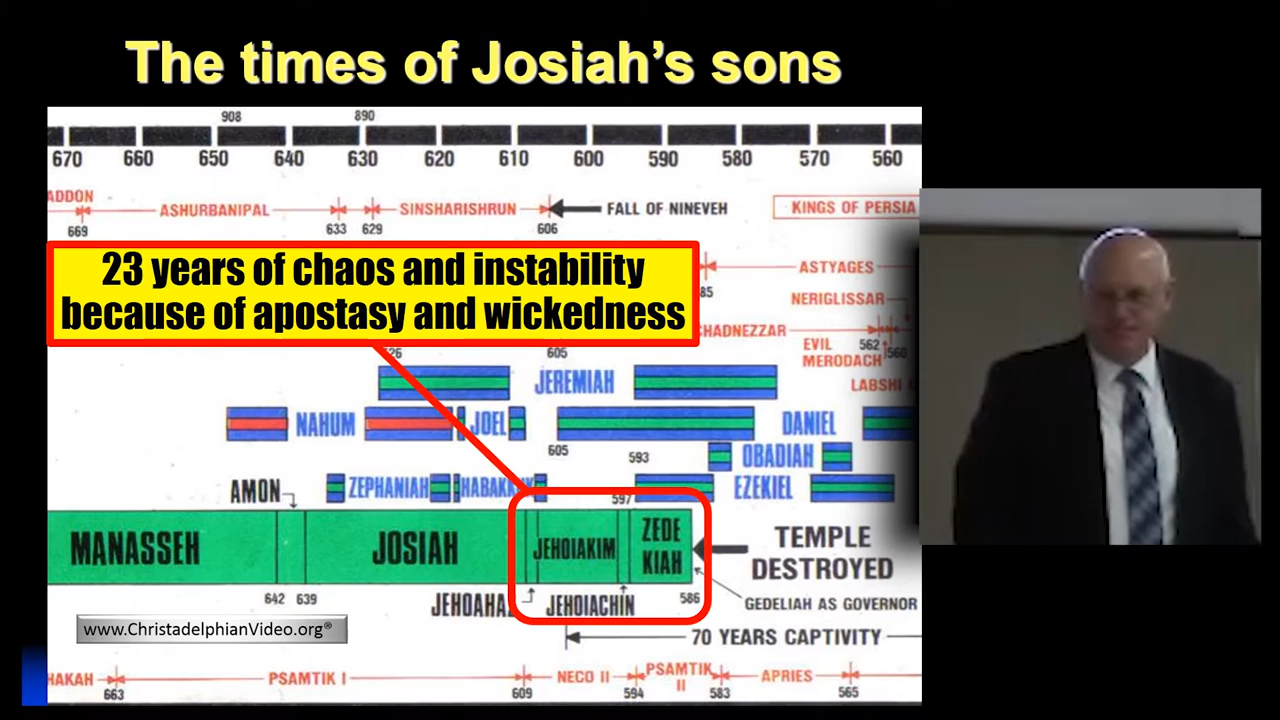 The times of Josiah's sons
908 890
670 660 650 640 630 620 610 600 590 580 570 560
ADDON
ASHURBANIPAL SINSHARISHRUN FALL OF NINEVEH KINGS OF PERSIA
669 633 629 606
23 years of chaos and instability
because of apostasy and wickedness
ASTYAGES
85
NERIGLISSAR
CHADNEZZAR
EVIL
MERODACH
562 560
26 605
LABSHI
JEREMIAH
NAHUM JOEL DANIEL
605 593
OBADIAH
ZEPHANIAH HABAKK EZEKIEL
AMON
597
MANASSEH JOSIAH JEHOIAKIM ZEDE
KIAH
TEMPLE
DESTROYED
642 639 JEHOAHAZ JEHOIACHIN 586 GEDELIAH AS GOVERNOR
www.ChristadelphianVideo.org®
70 YEARS CAPTIVITY
HAKAH PSAMTIK I NECO II PSAMTIK
II APRIES
663 609 594 583 565